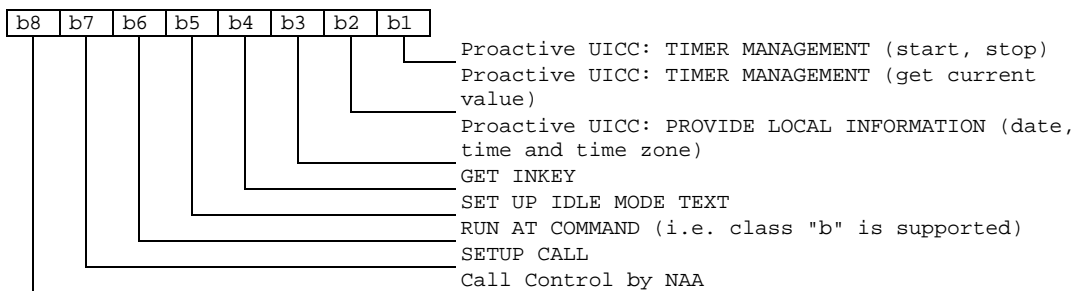 b8 b7 b6 b5 b4 b3 b2 b1
Proactive UICC: TIMER MANAGEMENT (start, stop)
Proactive UICC: TIMER MANAGEMENT (get current
value)
Proactive UICC: PROVIDE LOCAL INFORMATION (date,
time and time zone)
GET INKEY
SET UP IDLE MODE TEXT
RUN AT COMMAND (i.e. class "b" is supported)
SETUP CALL
Call Control by NAA